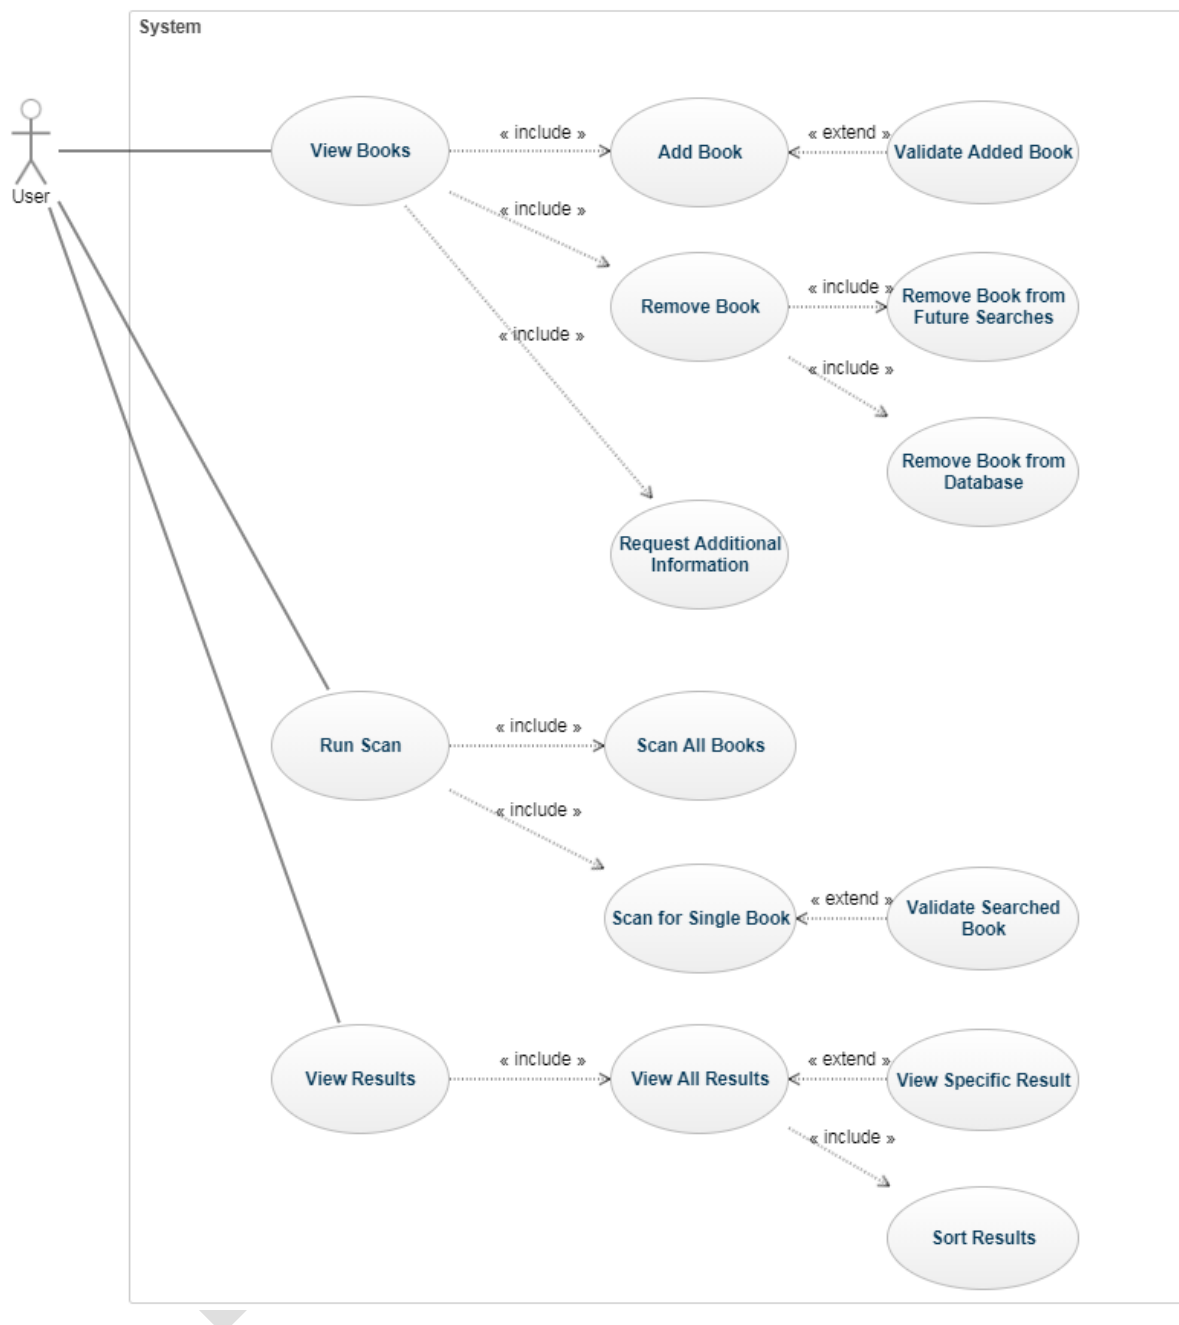 System
User
View Books
« include »
Add Book
« extend »
Validate Added Book
« include »
Remove Book
« include »
Remove Book from
Future Searches
« include »
« include »
Remove Book from
Database
Request Additional
Information
Run Scan
« include »
Scan All Books
« include »
Scan for Single Book
« extend »
Validate Searched
Book
View Results
« include »
View All Results
« extend »
View Specific Result
« include »
Sort Results